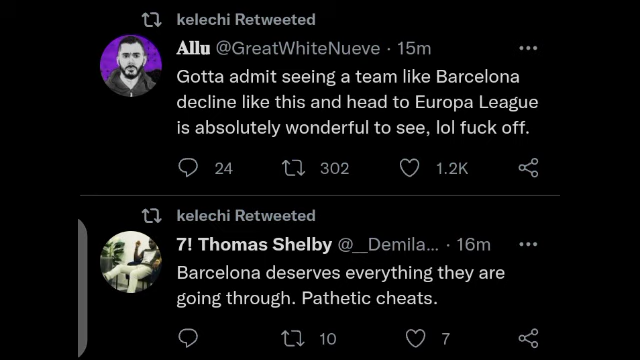 kelechi Retweeted
Allu @GreatWhiteNueve · 15m
Gotta admit seeing a team like Barcelona
decline like this and head to Europa League
is absolutely wonderful to see, lol fuck off.
24 302 1.2K
kelechi Retweeted
7! Thomas Shelby @__Demila... · 16m
Barcelona deserves everything they are
going through. Pathetic cheats.
10 7